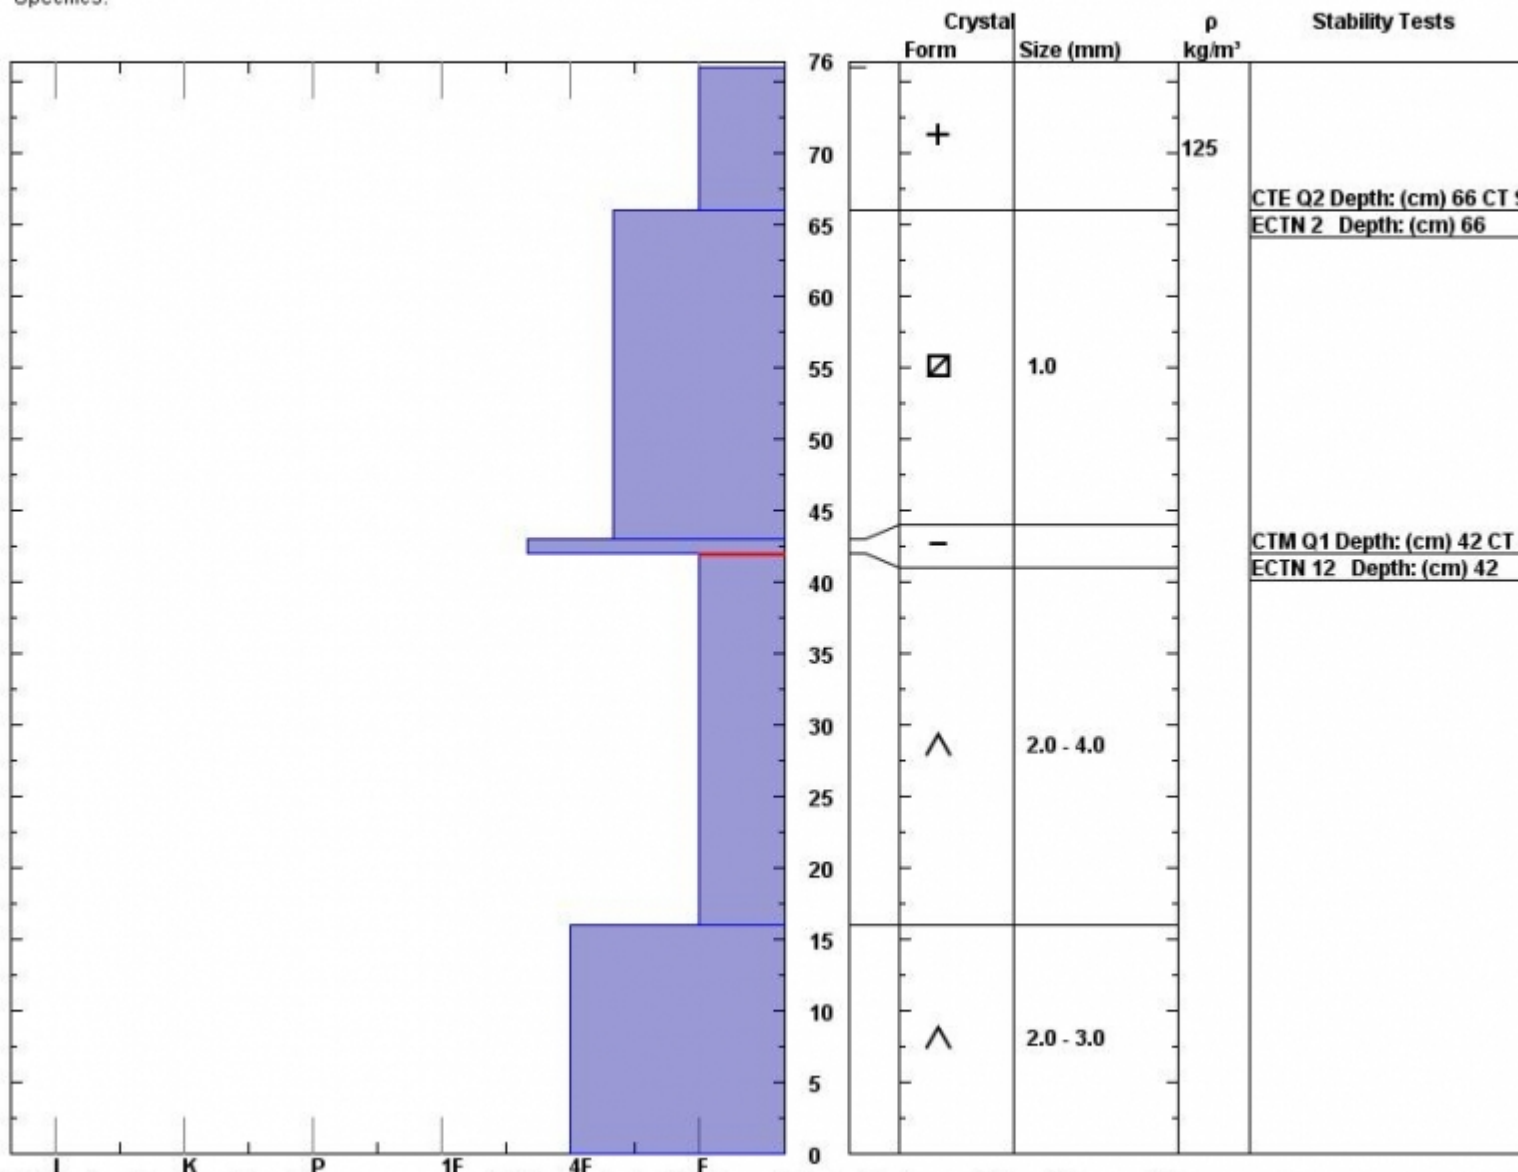 Specifics:
Crystal ρ Stability Tests
Form Size (mm) kg/m³
76
+
125
70
CTE Q2 Depth: (cm) 66 CT
65
ECTN 2 Depth: (cm) 66
60
55
1.0
50
45
CTM Q1 Depth: (cm) 42 CT
40
ECTN 12 Depth: (cm) 42
35
30
2.0 - 4.0
25
20
15
10
2.0 - 3.0
5
0
I K P 1F 4F F